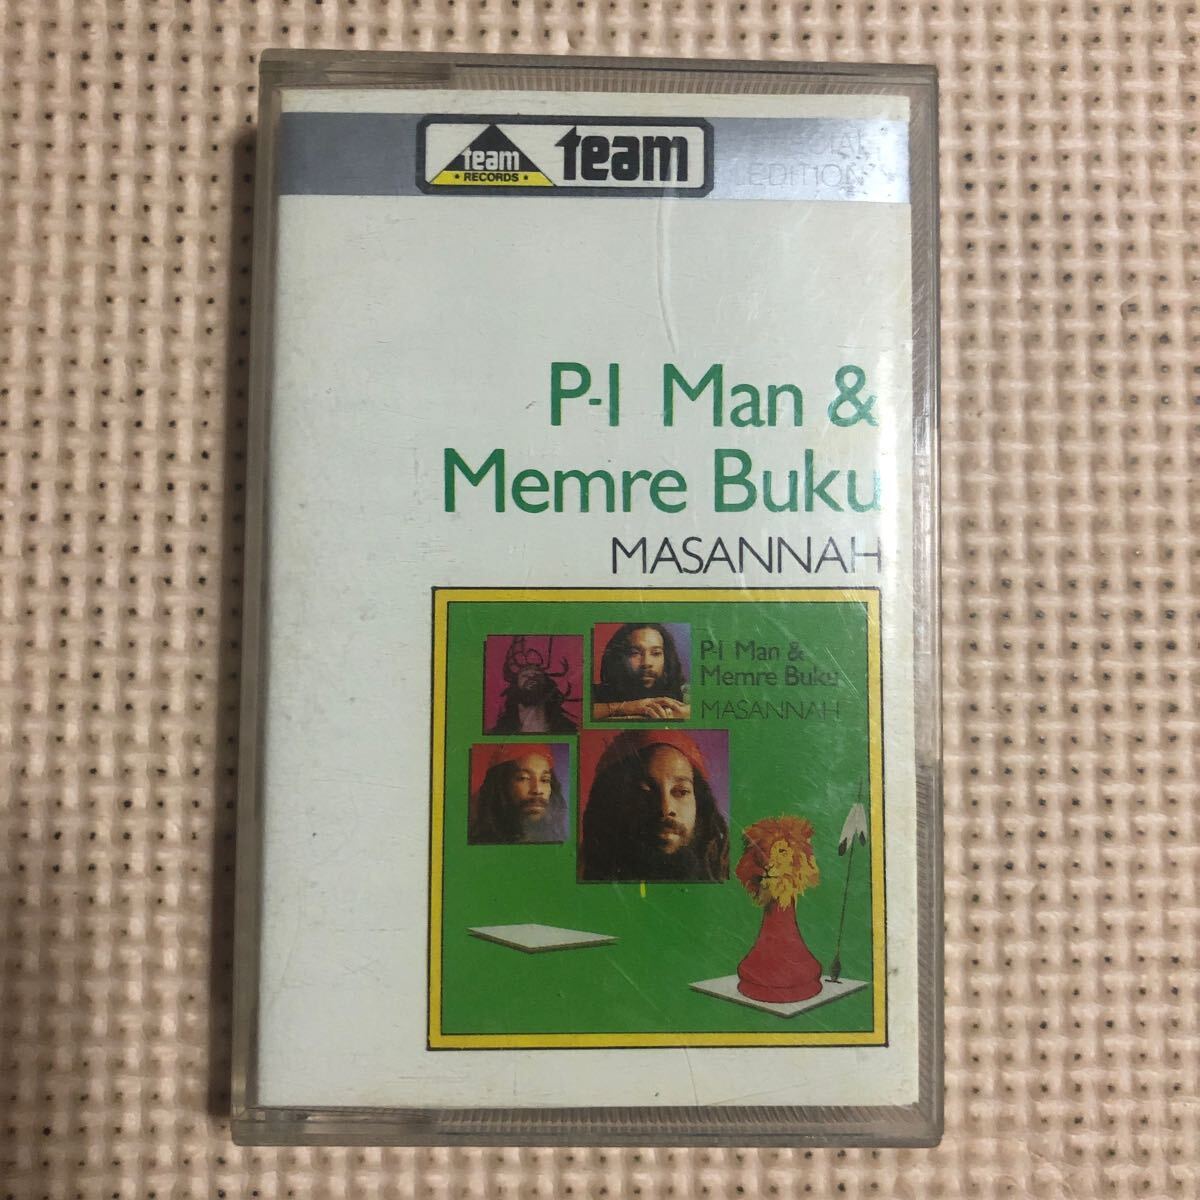 team
RECORDS
team
EDITION
P-I Man &
Memre Buku
MASANNAH
P-I Man &
Memre Buku
MASANNAH